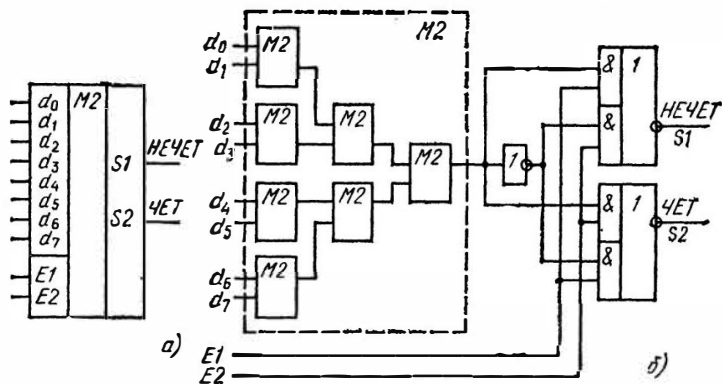 d₀ M2
d₁
d₂
d₃
d₄
d₅
d₆
d₇
E1
E2
S1
S2
НЕЧЕТ
ЧЕТ
а)
M2
d₀
d₁
M2
d₂
d₃
M2
M2
d₄
d₅
M2
M2
M2
d₆
d₇
M2
1
& 1
&
НЕЧЕТ
S1
& 1
&
ЧЕТ
S2
E1
E2
б)